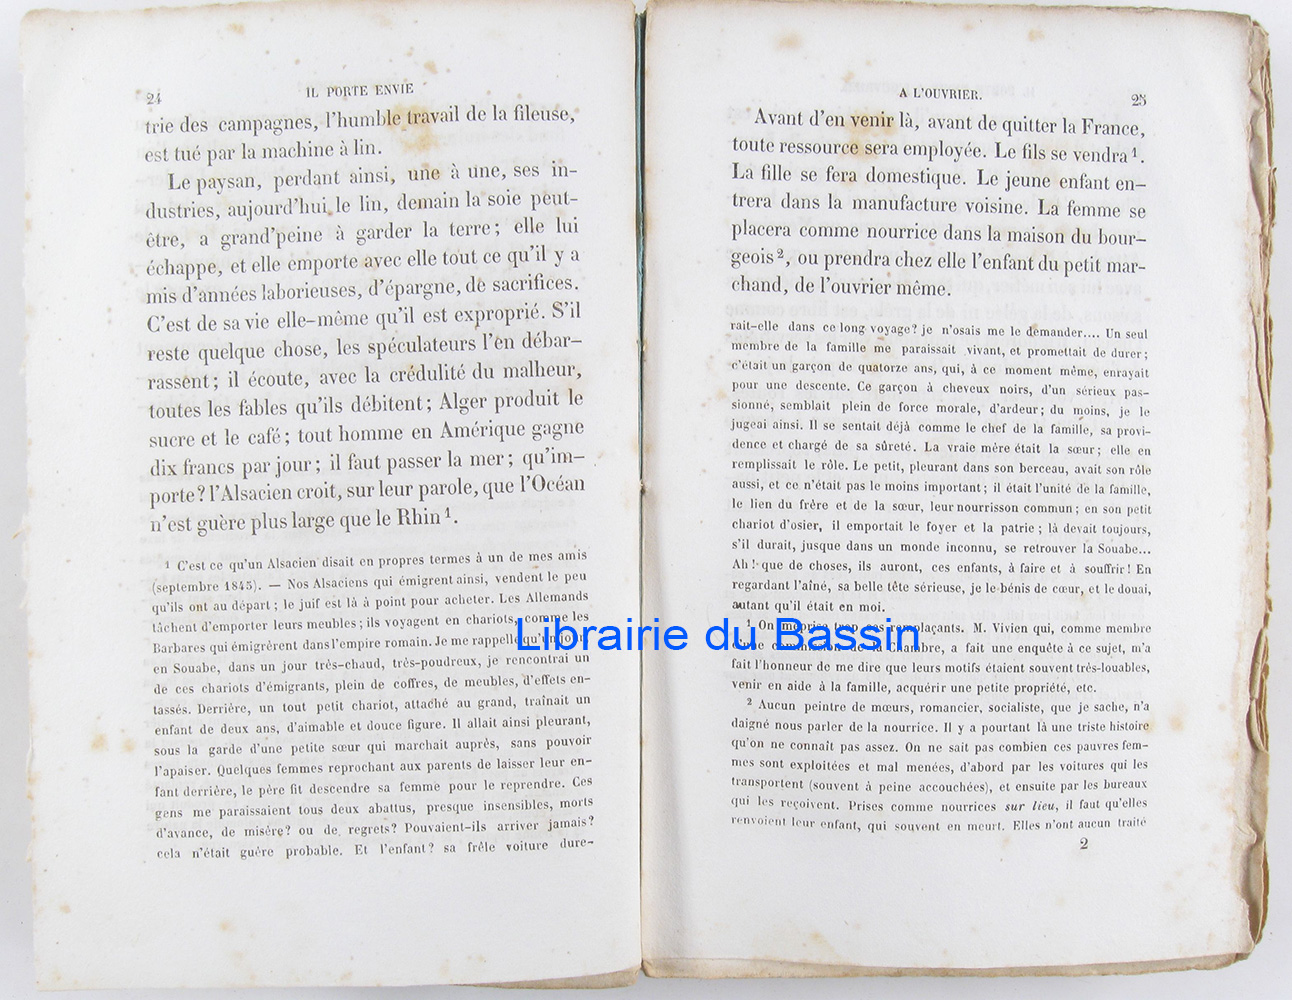 24
IL PORTE ENVIE
trie des campagnes, l'humble travail de la fileuse,
est tué par la machine à lin.
Le paysan, perdant ainsi, une à une, ses in-
dustries, aujourd'hui le lin, demain la soie peut-
être, a grand'peine à garder la terre; elle lui
échappe, et elle emporte avec elle tout ce qu'il y a
mis d'années laborieuses, d'épargne, de sacrifices.
C'est de sa vie elle-même qu'il est exproprié. S'il
reste quelque chose, les spéculateurs l'en débar-
rassent; il écoute, avec la crédulité du malheur,
toutes les fables qu'ils débitent; Alger produit le
sucre et le café; tout homme en Amérique gagne
dix francs par jour; il faut passer la mer; qu'im-
porte? l'Alsacien croit, sur leur parole, que l'Océan
n'est guère plus large que le Rhin 1.
1 C'est ce qu'un Alsacien disait en propres termes à un de mes amis
(septembre 1845). — Nos Alsaciens qui émigrent ainsi, vendent le peu
qu'ils ont au départ; le juif est là à point pour acheter. Les Allemands
tâchent d'emporter leurs meubles; ils voyagent en chariots, comme les
Barbares qui émigrèrent dans l'empire romain. Je me rappelle qu'un jour,
en Souabe, dans un jour très-chaud, très-poudreux, je rencontrai un
de ces chariots d'émigrants, plein de coffres, de meubles, d'effets en-
tassés. Derrière, un tout petit chariot, attaché au grand, traînait un
enfant de deux ans, d'aimable et douce figure. Il allait ainsi pleurant,
sous la garde d'une petite sœur qui marchait auprès, sans pouvoir
l'apaiser. Quelques femmes reprochant aux parents de laisser leur en-
fant derrière, le père fit descendre sa femme pour le reprendre. Ces
gens me paraissaient tous deux abattus, presque insensibles, morts
d'avance, de misère? ou de regrets? Pouvaient-ils arriver jamais?
cela n'était guère probable. Et l'enfant? sa frêle voiture dure-
A L'OUVRIER.
25
Avant d'en venir là, avant de quitter la France,
toute ressource sera employée. Le fils se vendra 1.
La fille se fera domestique. Le jeune enfant en-
trera dans la manufacture voisine. La femme se
placera comme nourrice dans la maison du bour-
geois 2, ou prendra chez elle l'enfant du petit mar-
chand, de l'ouvrier même.
rait-elle dans ce long voyage? je n'osais me le demander.... Un seul
membre de la famille me paraissait vivant, et promettait de durer;
c'était un garçon de quatorze ans, qui, à ce moment même, enrayait
pour une descente. Ce garçon à cheveux noirs, d'un sérieux pas-
sionné, semblait plein de force morale, d'ardeur; du moins, je le
jugeai ainsi. Il se sentait déjà comme le chef de la famille, sa provi-
dence et chargé de sa sûreté. La vraie mère était la sœur; elle en
remplissait le rôle. Le petit, pleurant dans son berceau, avait son rôle
aussi, et ce n'était pas le moins important; il était l'unité de la famille,
le lien du frère et de la sœur, leur nourrisson commun; en son petit
chariot d'osier, il emportait le foyer et la patrie; là devait toujours,
s'il durait, jusque dans un monde inconnu, se retrouver la Souabe...
Ah! que de choses, ils auront, ces enfants, à faire et à souffrir! En
regardant l'aîné, sa belle tête sérieuse, je le bénis de cœur, et le douai,
autant qu'il était en moi.
1 On méprise trop ces remplaçants. M. Vivien qui, comme membre
d'une commission de la Chambre, a fait une enquête à ce sujet, m'a
fait l'honneur de me dire que leurs motifs étaient souvent très-louables,
venir en aide à la famille, acquérir une petite propriété, etc.
2 Aucun peintre de mœurs, romancier, socialiste, que je sache, n'a
daigné nous parler de la nourrice. Il y a pourtant là une triste histoire
qu'on ne connaît pas assez. On ne sait pas combien ces pauvres fem-
mes sont exploitées et mal menées, d'abord par les voitures qui les
transportent (souvent à peine accouchées), et ensuite par les bureaux
qui les reçoivent. Prises comme nourrices sur lieu, il faut qu'elles
renvoient leur enfant, qui souvent en meurt. Elles n'ont aucun traité
2
Librairie du Bassin